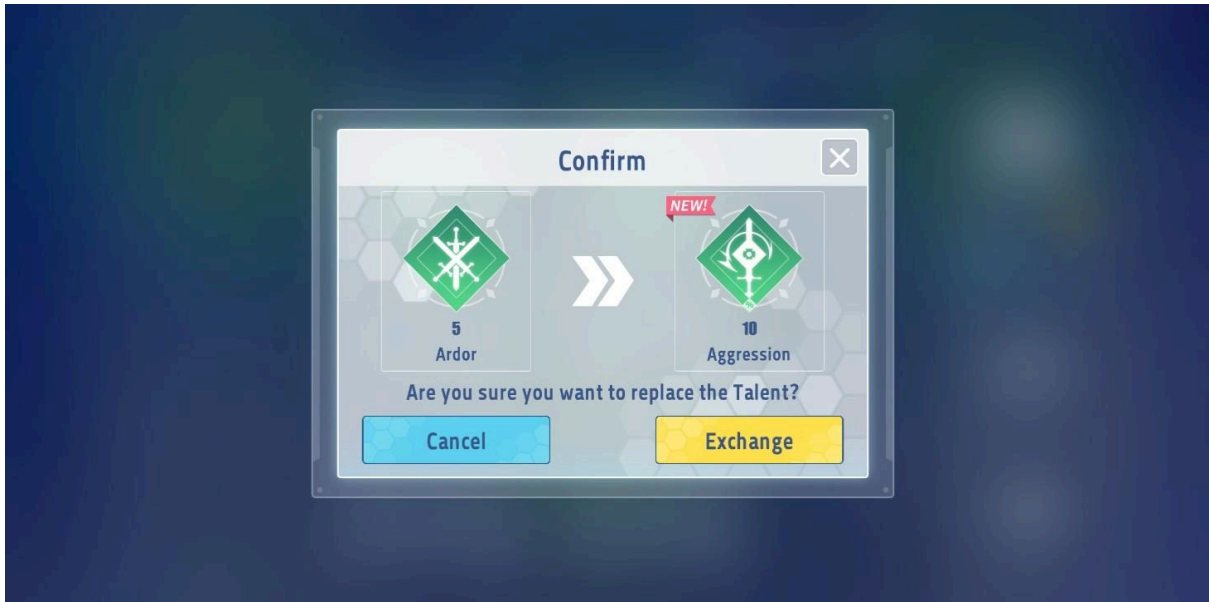 Confirm
NEW!
5
10
Ardor
Aggression
Are you sure you want to replace the Talent?
Cancel
Exchange